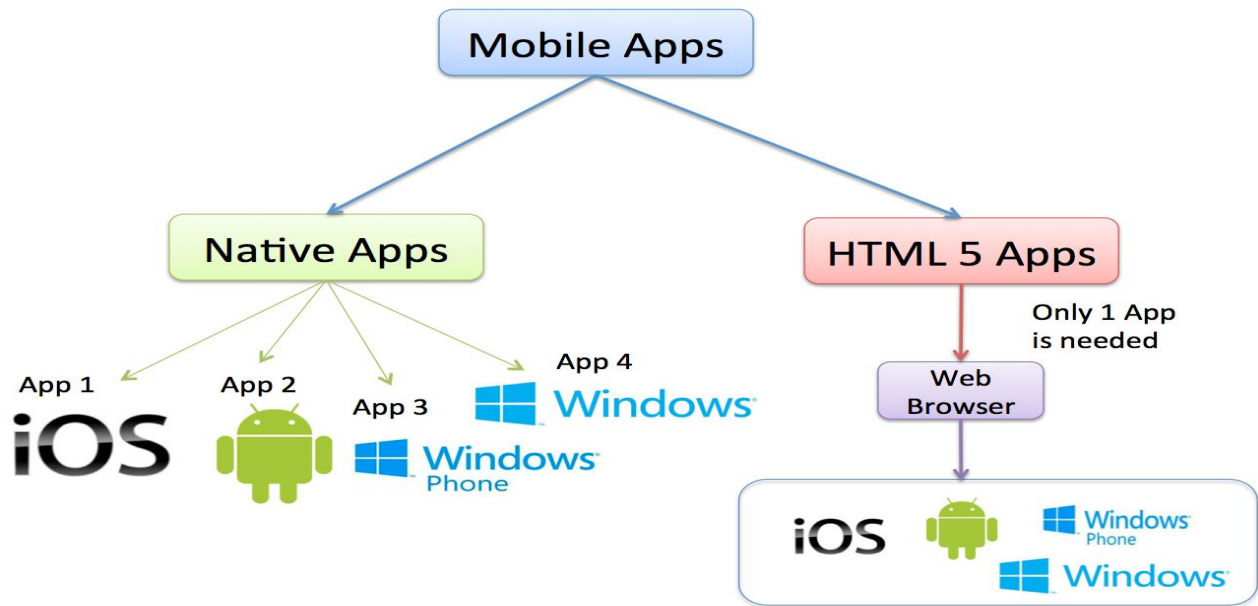 Mobile Apps
Native Apps
HTML 5 Apps
Only 1 App
is needed
App 1
iOS
App 2
App 3
Windows
Phone
App 4
Windows
Web
Browser
iOS
Windows
Phone
Windows